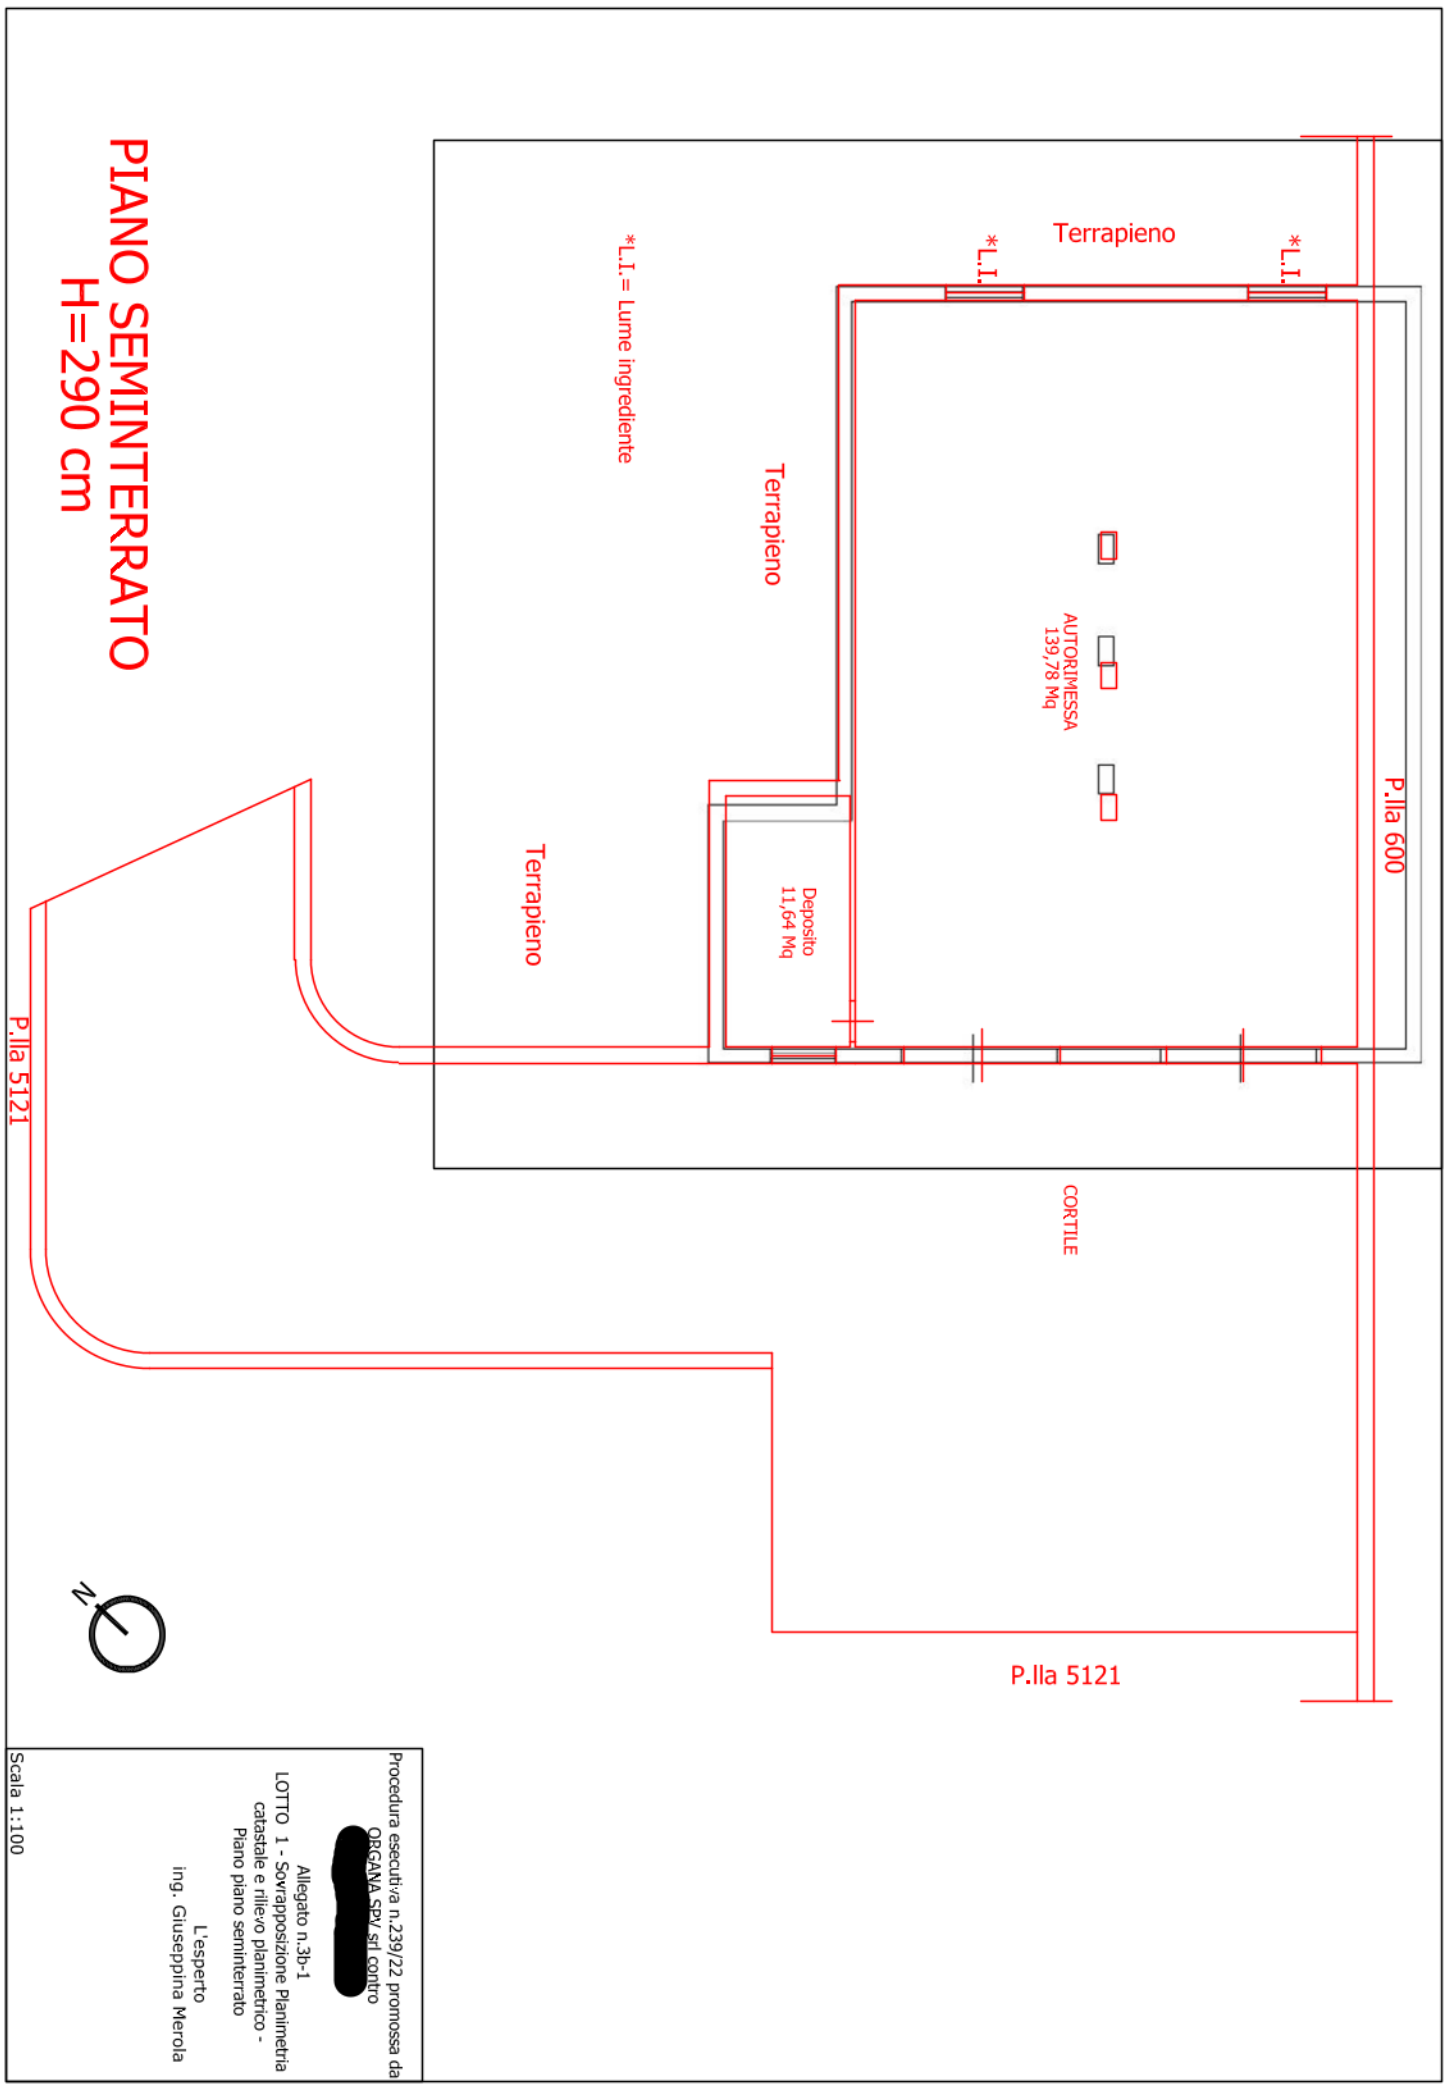 PIANO SEMINTERRATO
H=290 cm
Terrapieno
*L.I.
*L.I.
*L.I.= Lume ingrediente
Terrapieno
AUTORIMESSA
139,78 Mq
P.lla 600
Terrapieno
Deposito
11,64 Mq
P.lla 5121
CORTILE
P.lla 5121
N
Procedura esecutiva n.239/22 promossa da
ORGANA SPV srl contro
Allegato n.3b-1
LOTTO 1 - Sovrapposizione Planimetria
catastale e rilievo planimetrico -
Piano piano seminterrato
L'esperto
ing. Giuseppina Merola
Scala 1:100